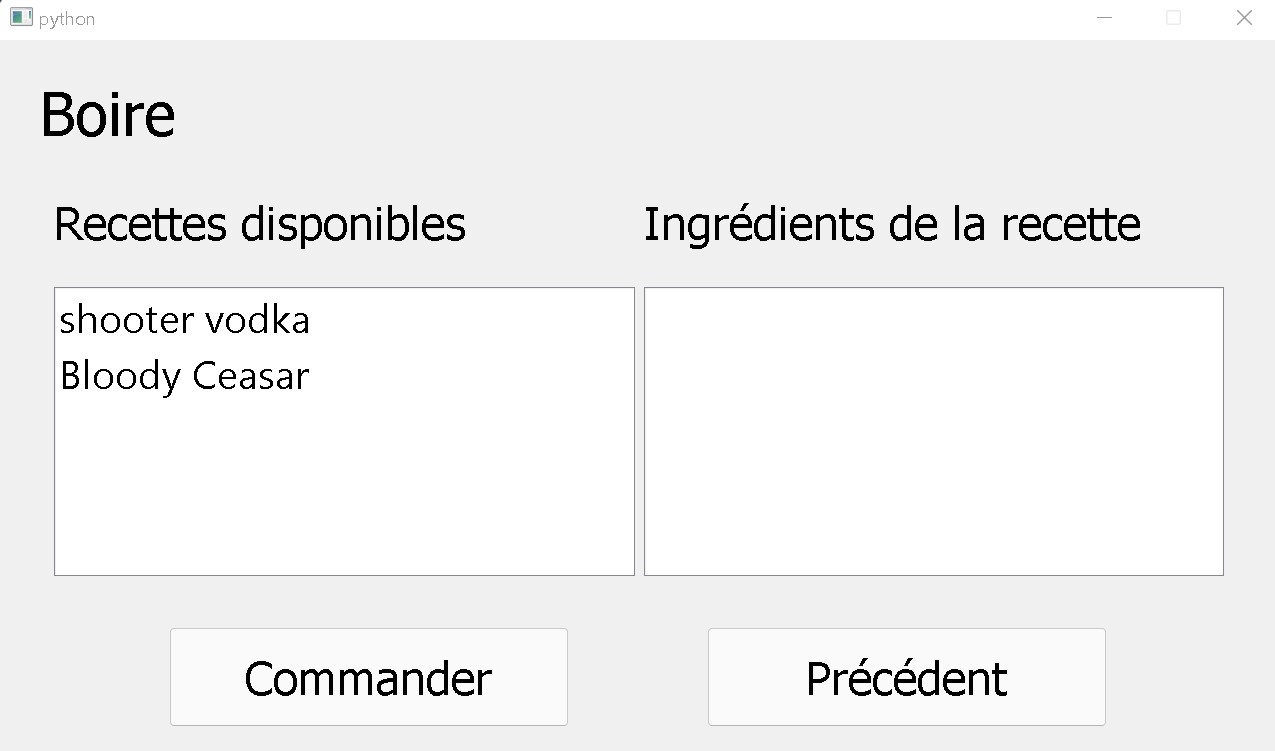 python
Boire
Recettes disponibles
Ingrédients de la recette
shooter vodka
Bloody Ceasar
Commander
Précédent